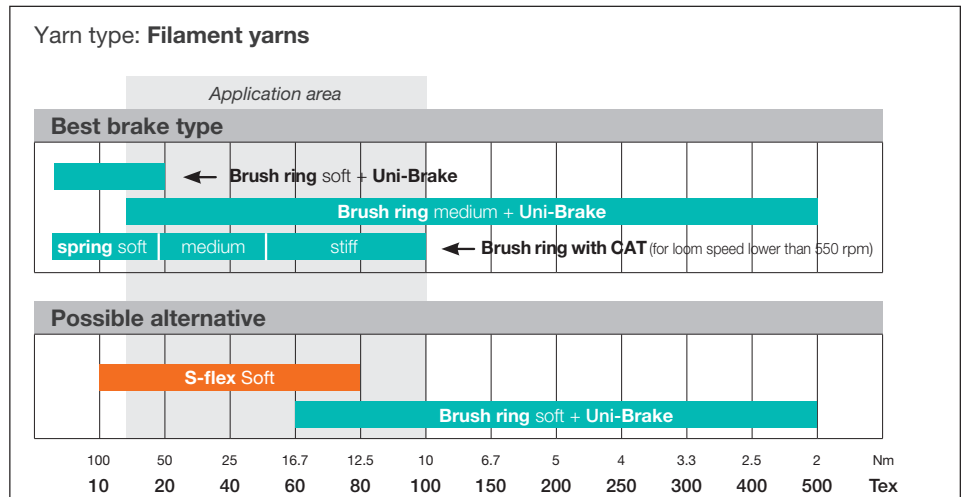 Yarn type: Filament yarns
Application area
Best brake type
Brush ring soft + Uni-Brake
Brush ring medium + Uni-Brake
spring soft medium stiff Brush ring with CAT (for loom speed lower than 550 rpm)
Possible alternative
S-flex Soft
Brush ring soft + Uni-Brake
100 50 25 16.7 12.5 10 6.7 5 4 3.3 2.5 2 Nm
10 20 40 60 80 100 150 200 250 300 400 500 Tex